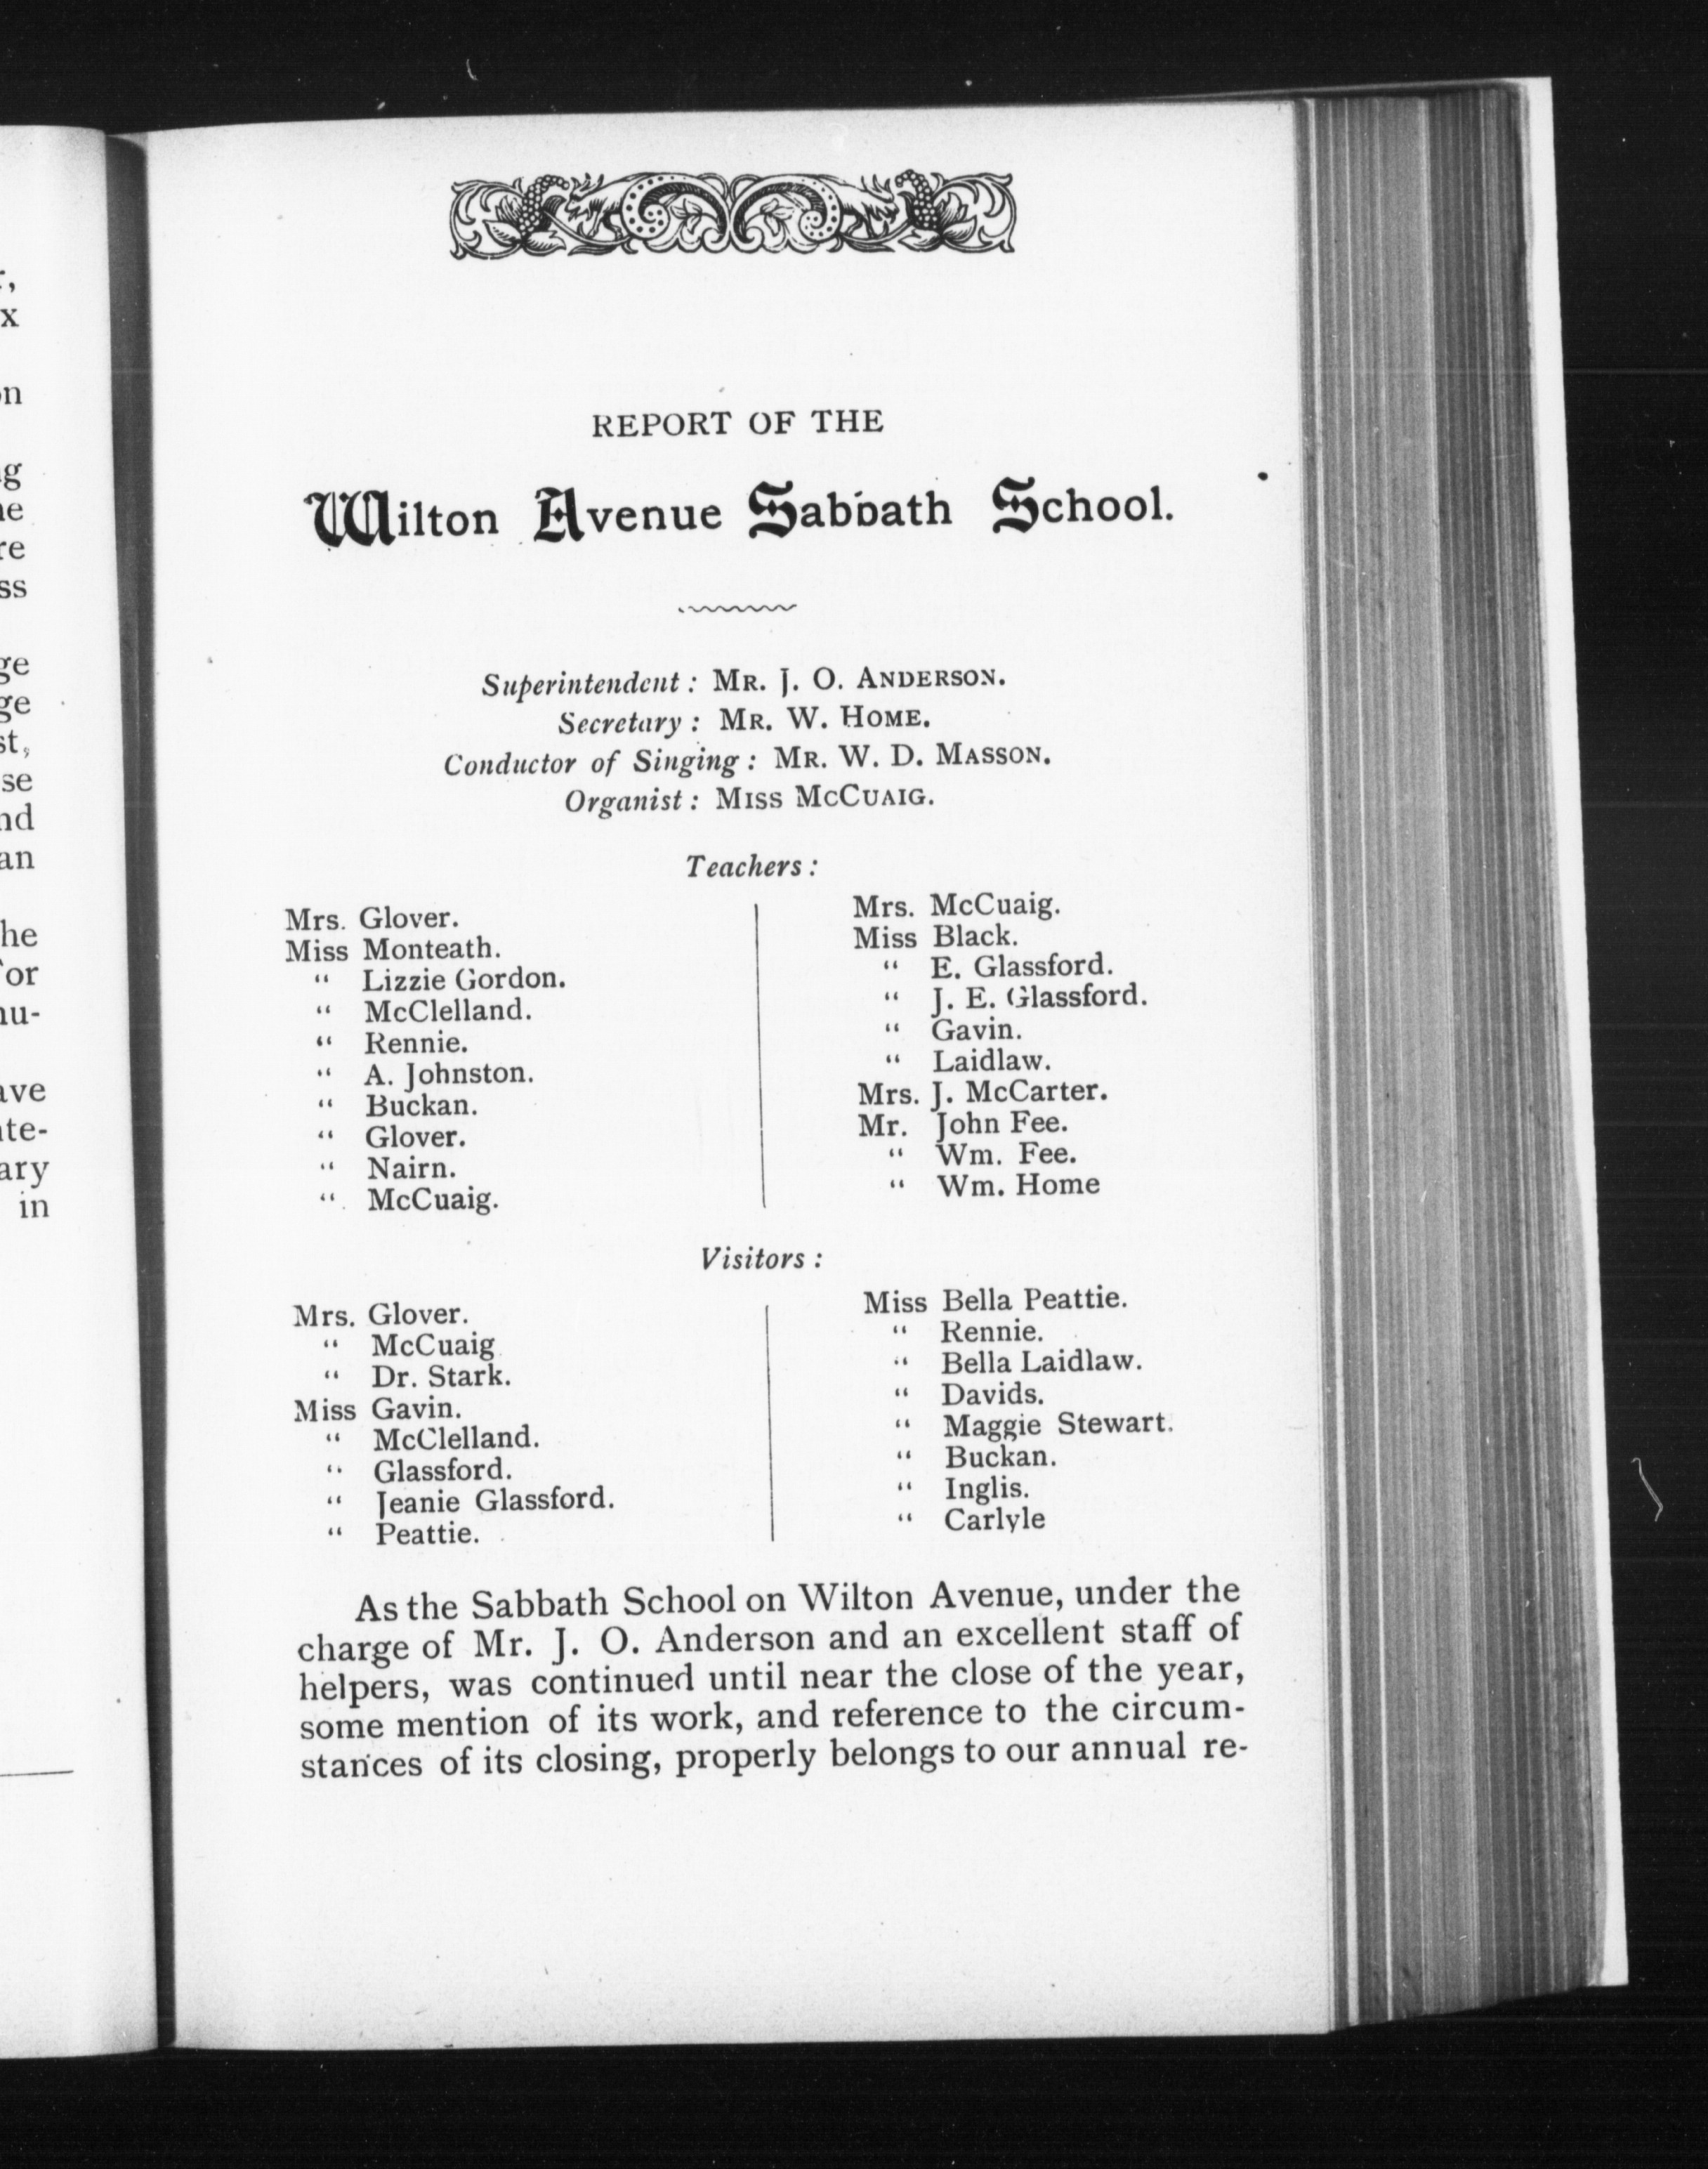 REPORT OF THE
Wilton Avenue Sabbath School.
Superintendent: MR. J. O. ANDERSON.
Secretary: MR. W. HOME.
Conductor of Singing: MR. W. D. MASSON.
Organist: MISS MCCUAIG.
Teachers:
Mrs. Glover.
Miss Monteath.
“ Lizzie Gordon.
“ McClelland.
“ Rennie.
“ A. Johnston.
“ Buckan.
“ Glover.
“ Nairn.
“ McCuaig.
Mrs. McCuaig.
Miss Black.
“ E. Glassford.
“ J. E. Glassford.
“ Gavin.
“ Laidlaw.
Mrs. J. McCarter.
Mr. John Fee.
“ Wm. Fee.
“ Wm. Home
Visitors:
Mrs. Glover.
“ McCuaig
“ Dr. Stark.
Miss Gavin.
“ McClelland.
“ Glassford.
“ Jeanie Glassford.
“ Peattie.
Miss Bella Peattie.
“ Rennie.
“ Bella Laidlaw.
“ Davids.
“ Maggie Stewart.
“ Buckan.
“ Inglis.
“ Carlyle
As the Sabbath School on Wilton Avenue, under the
charge of Mr. J. O. Anderson and an excellent staff of
helpers, was continued until near the close of the year,
some mention of its work, and reference to the circum-
stances of its closing, properly belongs to our annual re-